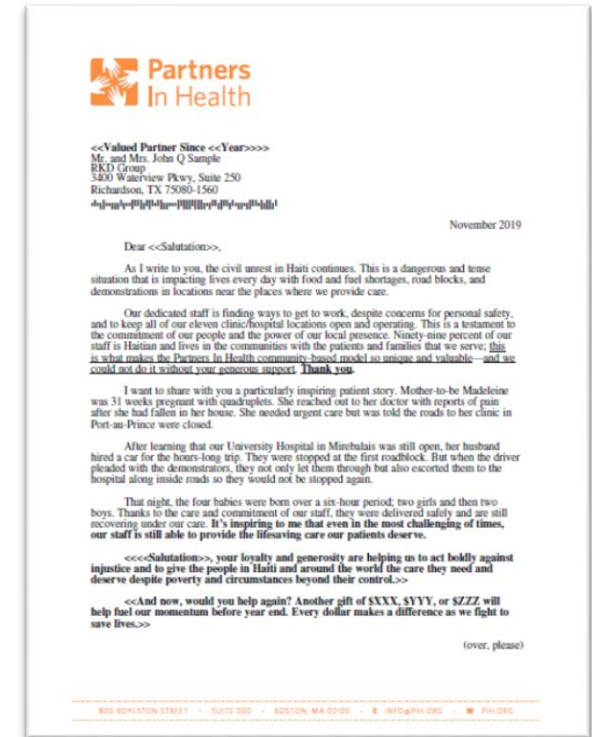 Partners
In Health
<<Valued Partner Since <<Year>>>>
Mr. and Mrs. John Q Sample
RKD Group
3400 Waterview Pkwy, Suite 250
Richardson, TX 75080-1560
November 2019
Dear <<Salutation>>,
As I write to you, the civil unrest in Haiti continues. This is a dangerous and tense
situation that is impacting lives every day with food and fuel shortages, road blocks, and
demonstrations in locations near the places where we provide care.
Our dedicated staff is finding ways to get to work, despite concerns for personal safety,
and to keep all of our eleven clinic/hospital locations open and operating. This is a testament to
the commitment of our people and the power of our local presence. Ninety-nine percent of our
staff is Haitian and lives in the communities with the patients and families that we serve; this
is what makes the Partners In Health community-based model so unique and valuable—and we
could not do it without your generous support. Thank you.
I want to share with you a particularly inspiring patient story. Mother-to-be Madeleine
was 31 weeks pregnant with quadruplets. She reached out to her doctor with reports of pain
after she had fallen in her house. She needed urgent care but was told the roads to her clinic in
Port-au-Prince were closed.
After learning that our University Hospital in Mirebalais was still open, her husband
hired a car for the hours-long trip. They were stopped at the first roadblock. But when the driver
pleaded with the demonstrators, they not only let them through but also escorted them to the
hospital along inside roads so they would not be stopped again.
That night, the four babies were born over a six-hour period; two girls and then two
boys. Thanks to the care and commitment of our staff, they were delivered safely and are still
recovering under our care. It's inspiring to me that even in the most challenging of times,
our staff is still able to provide the lifesaving care our patients deserve.
<<<<Salutation>>, your loyalty and generosity are helping us to act boldly against
injustice and to give the people in Haiti and around the world the care they need and
deserve despite poverty and circumstances beyond their control.>>
<<And now, would you help again? Another gift of $XXX, $YYY, or $ZZZ will
help fuel our momentum before year end. Every dollar makes a difference as we fight to
save lives.>>
(over, please)
800 BOYLSTON STREET - SUITE 300 - BOSTON, MA 02199 - E INFO@PIH.ORG - W PIH.ORG